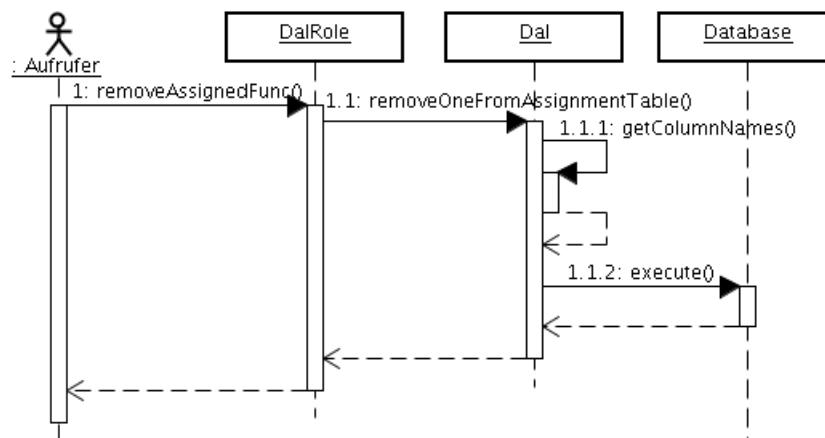 DalRole
Dal
Database
: Aufrufer
1: removeAssignedFunc()
1.1: removeOneFromAssignmentTable()
1.1.1: getColumnNames()
1.1.2: execute()